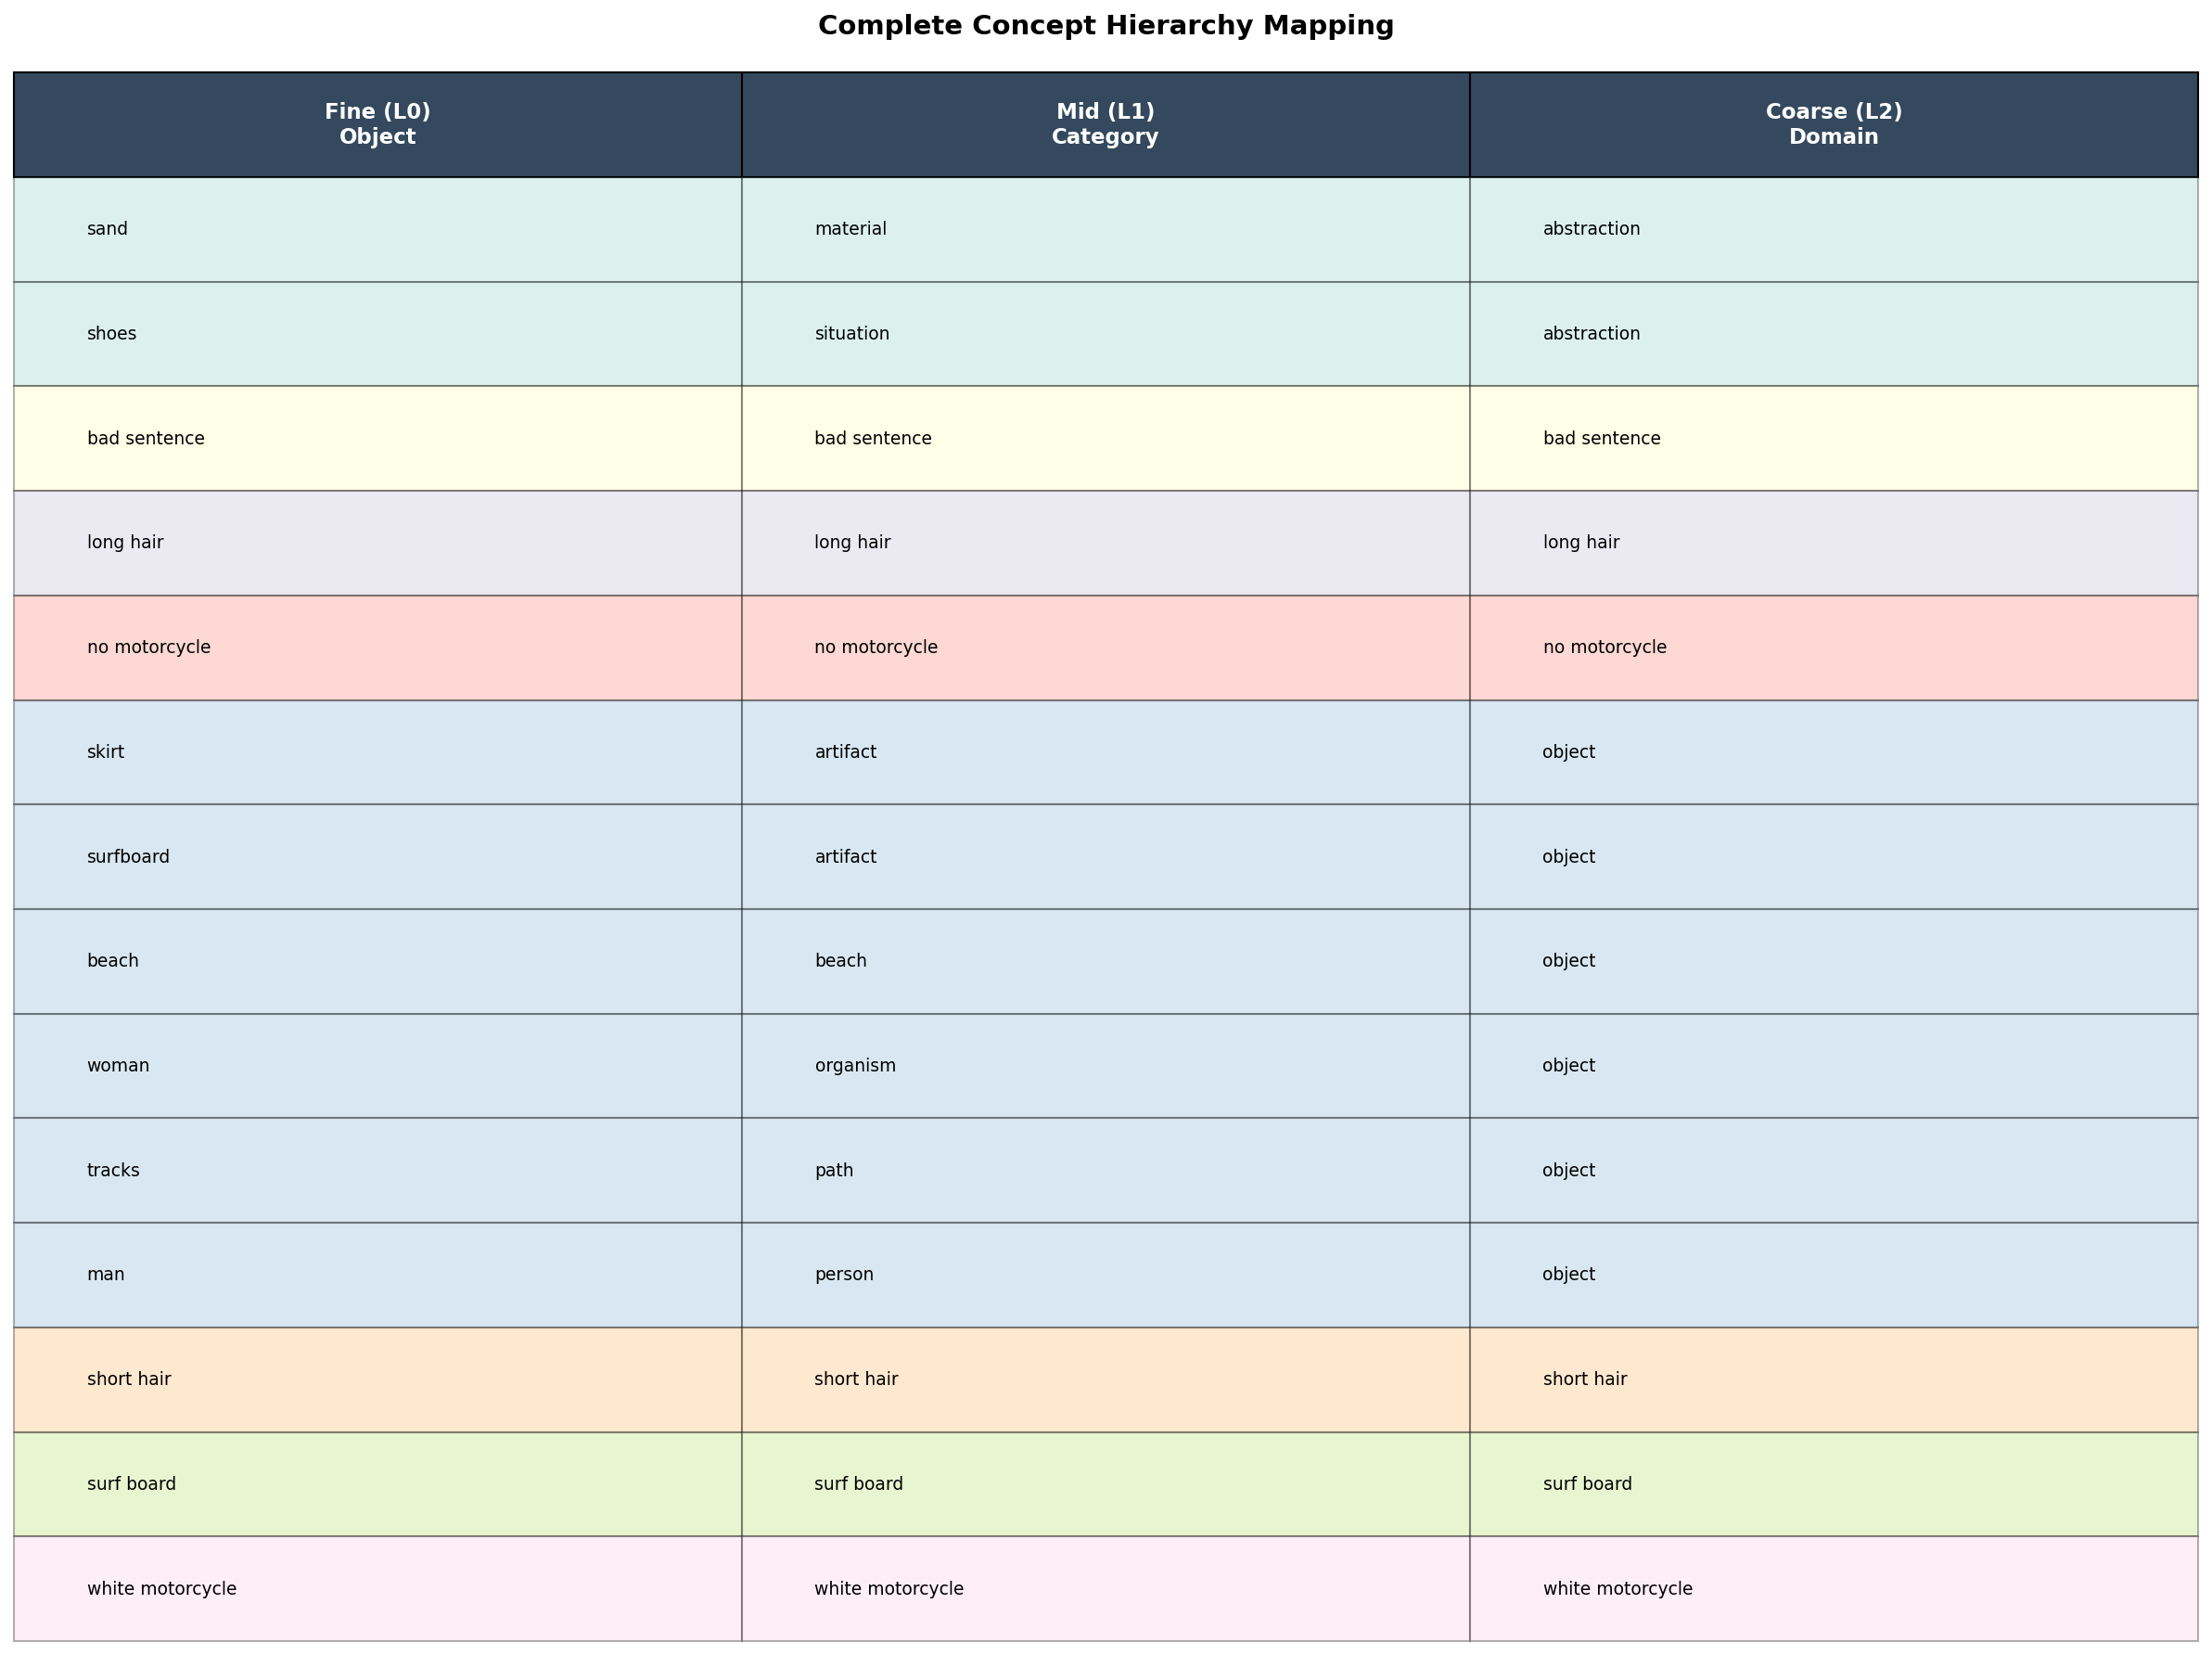 Complete Concept Hierarchy Mapping
Fine (L0) Mid (L1) Coarse (L2)
Object Category Domain
sand material abstraction
shoes situation abstraction
bad sentence bad sentence bad sentence
long hair long hair long hair
no motorcycle no motorcycle no motorcycle
skirt artifact object
surfboard artifact object
beach beach object
woman organism object
tracks path object
man person object
short hair short hair short hair
surf board surf board surf board
white motorcycle white motorcycle white motorcycle